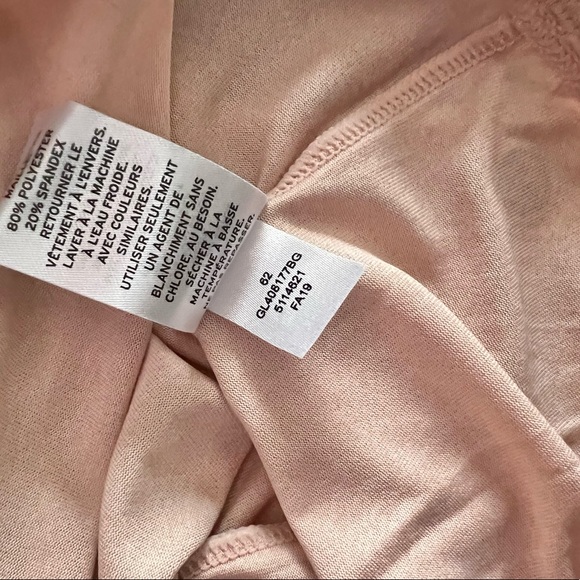 80% POLYESTER
20% SPANDEX
RETOURNER LE
VÊTEMENT À L'ENVERS.
LAVER À LA MACHINE
À L'EAU FROIDE.
AVEC COULEURS
SIMILAIRES.
UTILISER SEULEMENT
UN AGENT DE
BLANCHIMENT SANS
CHLORE, AU BESOIN.
SÉCHER À LA
MACHINE À BASSE
TEMPÉRATURE.
62
GL408177BG
5114621
FA19